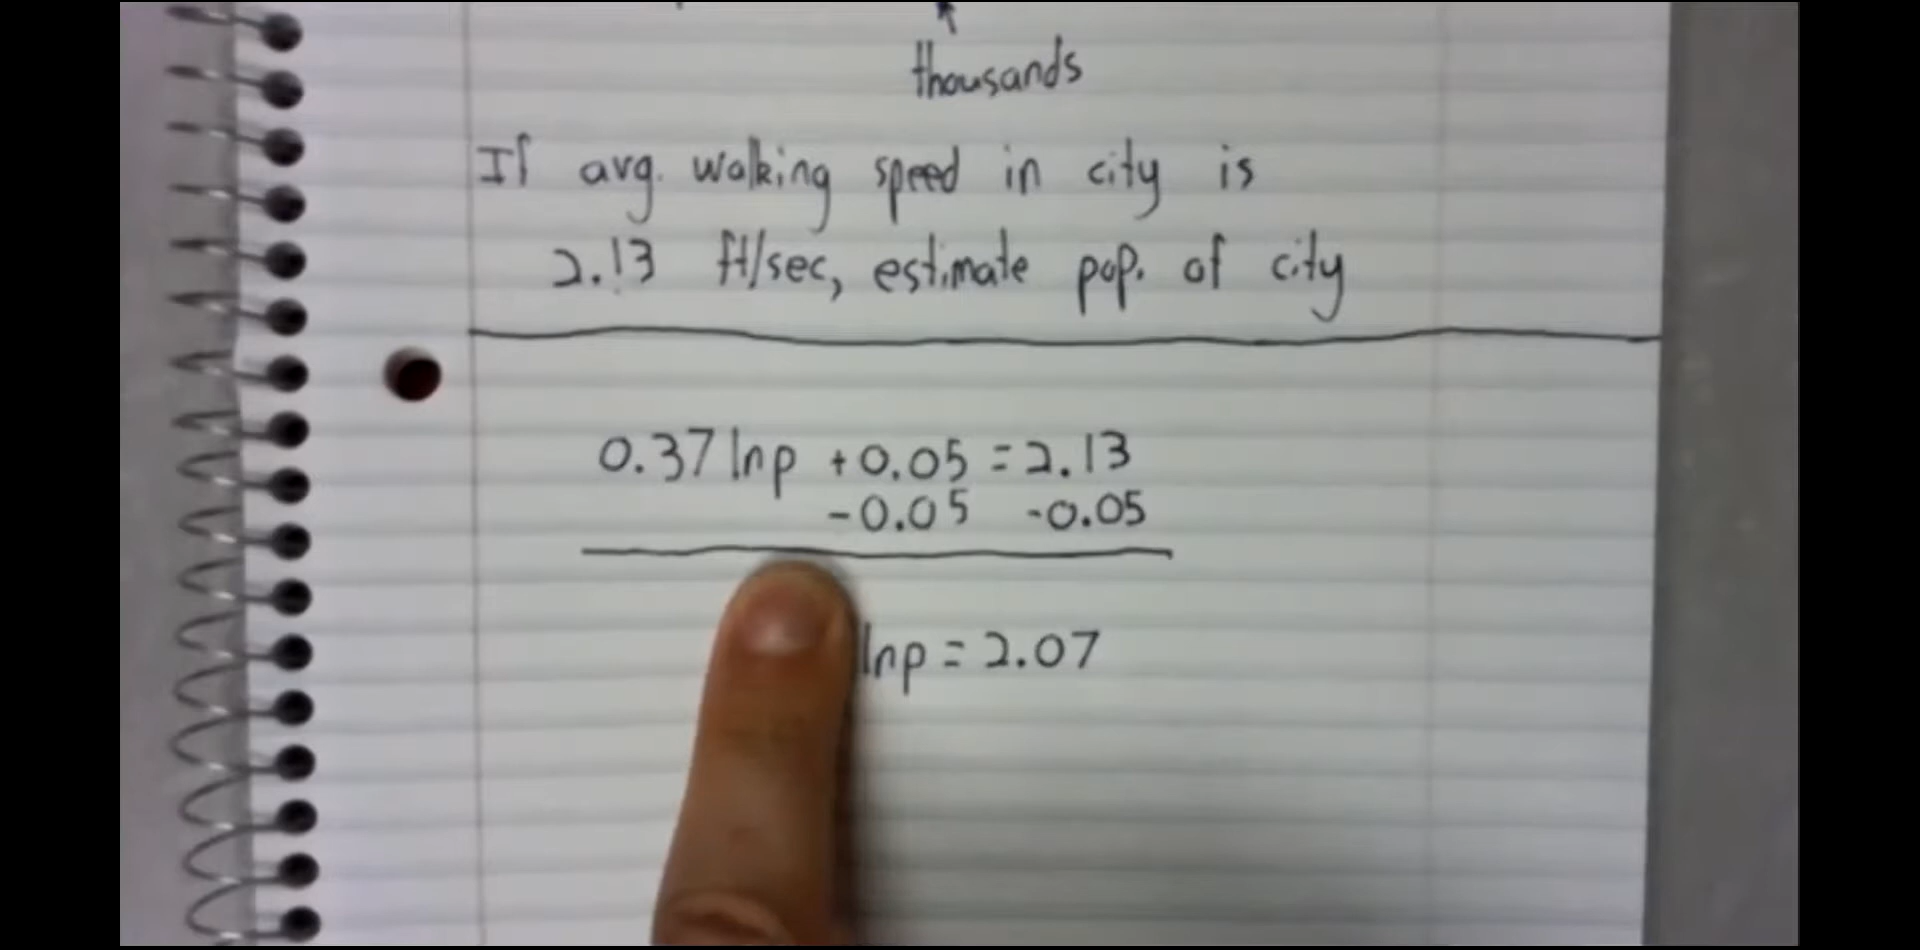 thousands
If avg. walking speed in city is
2.13 ft/sec, estimate pop. of city
0.37 lnp +0.05 = 2.13
-0.05 -0.05
lnp = 2.07